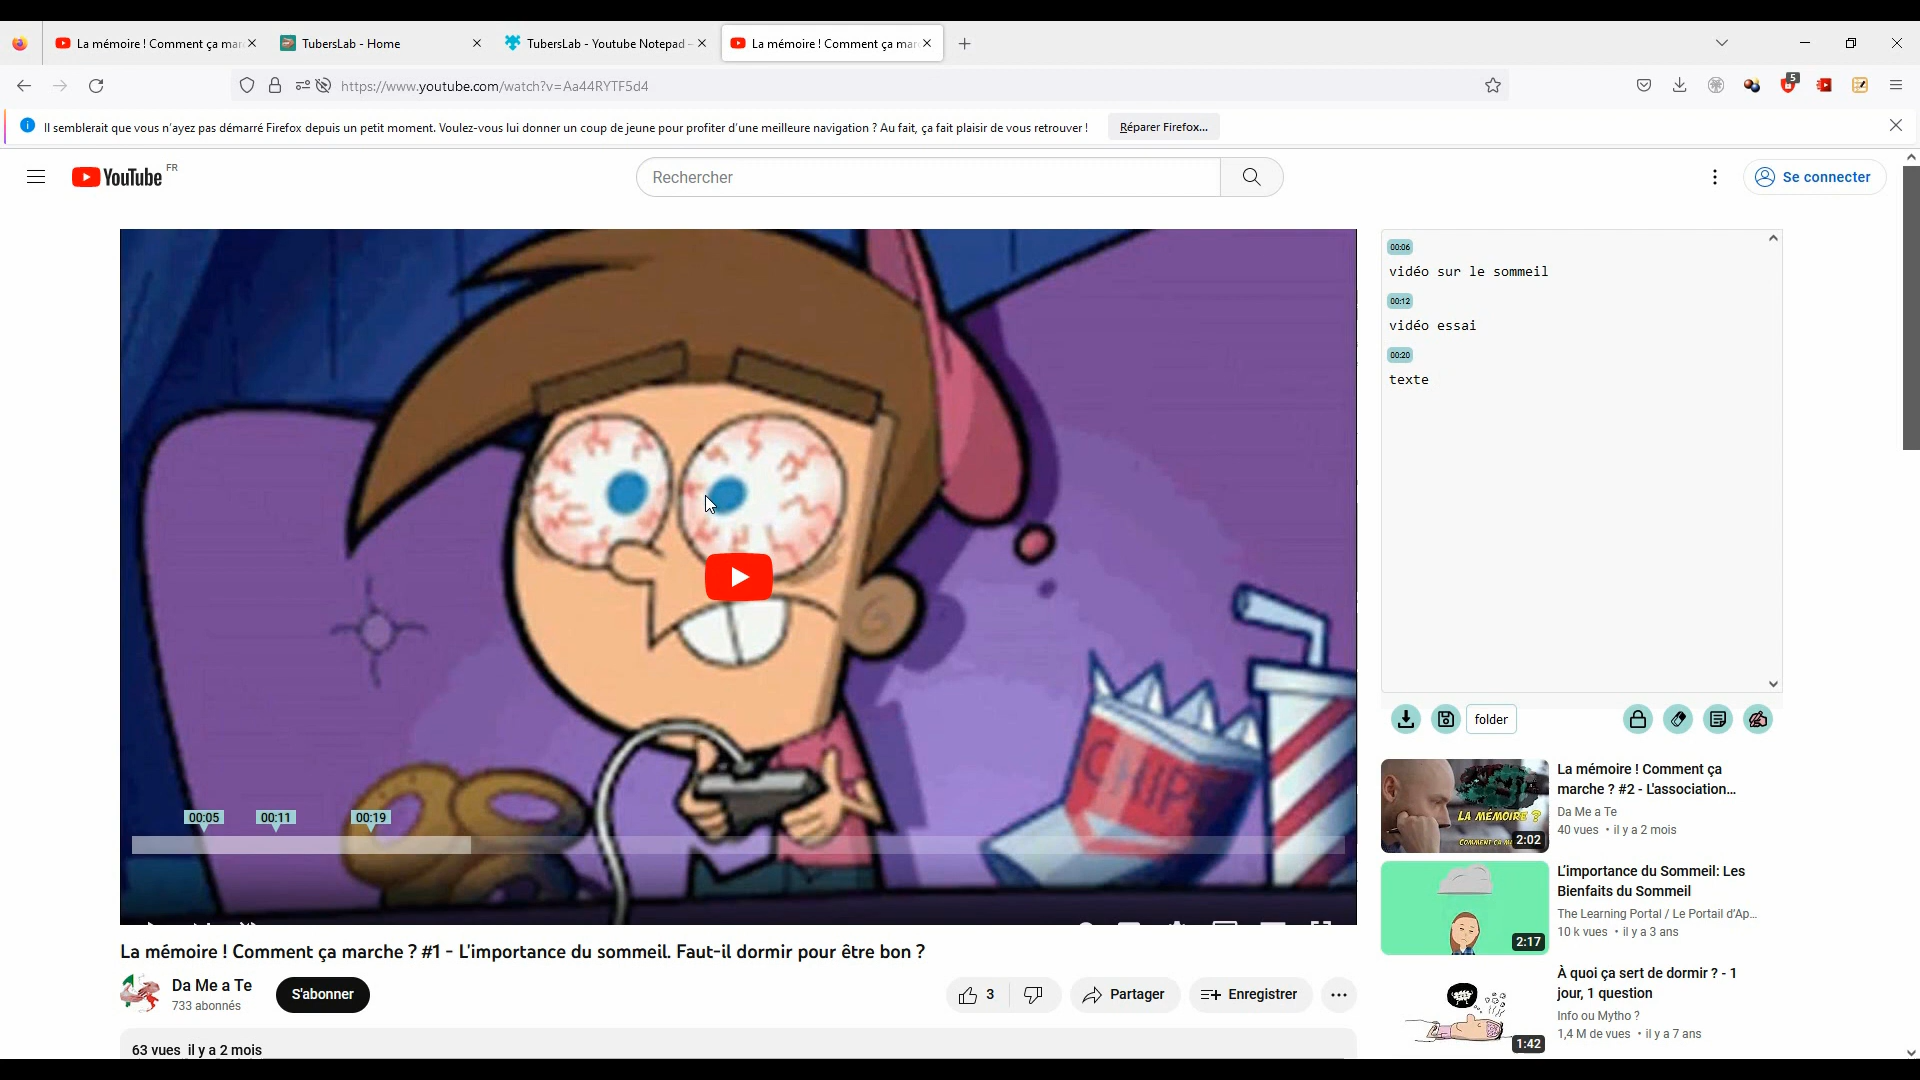 La mémoire ! Comment ça mar
TubersLab - Home
TubersLab - Youtube Notepad -
La mémoire ! Comment ça mar
https://www.youtube.com/watch?v=Aa44RYTF5d4
5
Il semblerait que vous n'ayez pas démarré Firefox depuis un petit moment. Voulez-vous lui donner un coup de jeune pour profiter d'une meilleure navigation ? Au fait, ça fait plaisir de vous retrouver !
Réparer Firefox...
YouTube FR
Rechercher
Se connecter
00:06
vidéo sur le sommeil
00:12
vidéo essai
00:20
texte
CHIPS
00:05 00:11 00:19
folder
La mémoire ! Comment ça
marche ? #2 - L'association...
Da Me a Te
40 vues • il y a 2 mois
LA MÉMOIRE ?
2:02
L'importance du Sommeil: Les
Bienfaits du Sommeil
The Learning Portal / Le Portail d'Ap...
10 k vues • il y a 3 ans
2:17
À quoi ça sert de dormir ? - 1
jour, 1 question
Info ou Mytho ?
1,4 M de vues • il y a 7 ans
1:42
La mémoire ! Comment ça marche ? #1 - L'importance du sommeil. Faut-il dormir pour être bon ?
Da Me a Te
733 abonnés
S'abonner
3
Partager
Enregistrer
63 vues il y a 2 mois